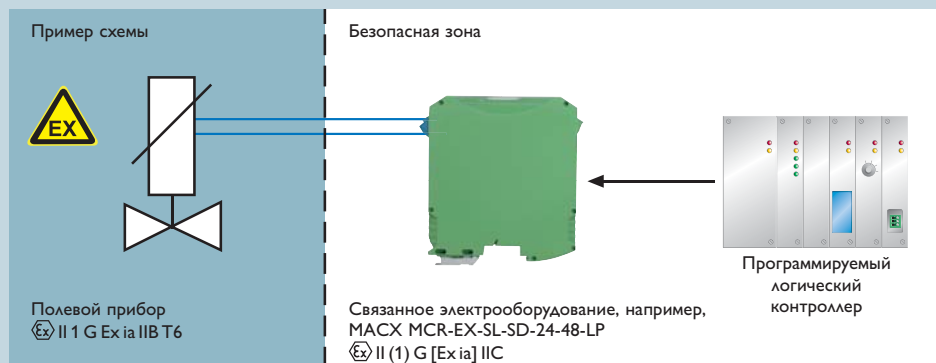 Пример схемы
Безопасная зона
EX
Программируемый
логический
контроллер
Полевой прибор
Ex II 1 G Ex ia IIB T6
Связанное электрооборудование, например,
MACX MCR-EX-SL-SD-24-48-LP
Ex II (1) G [Ex ia] IIC